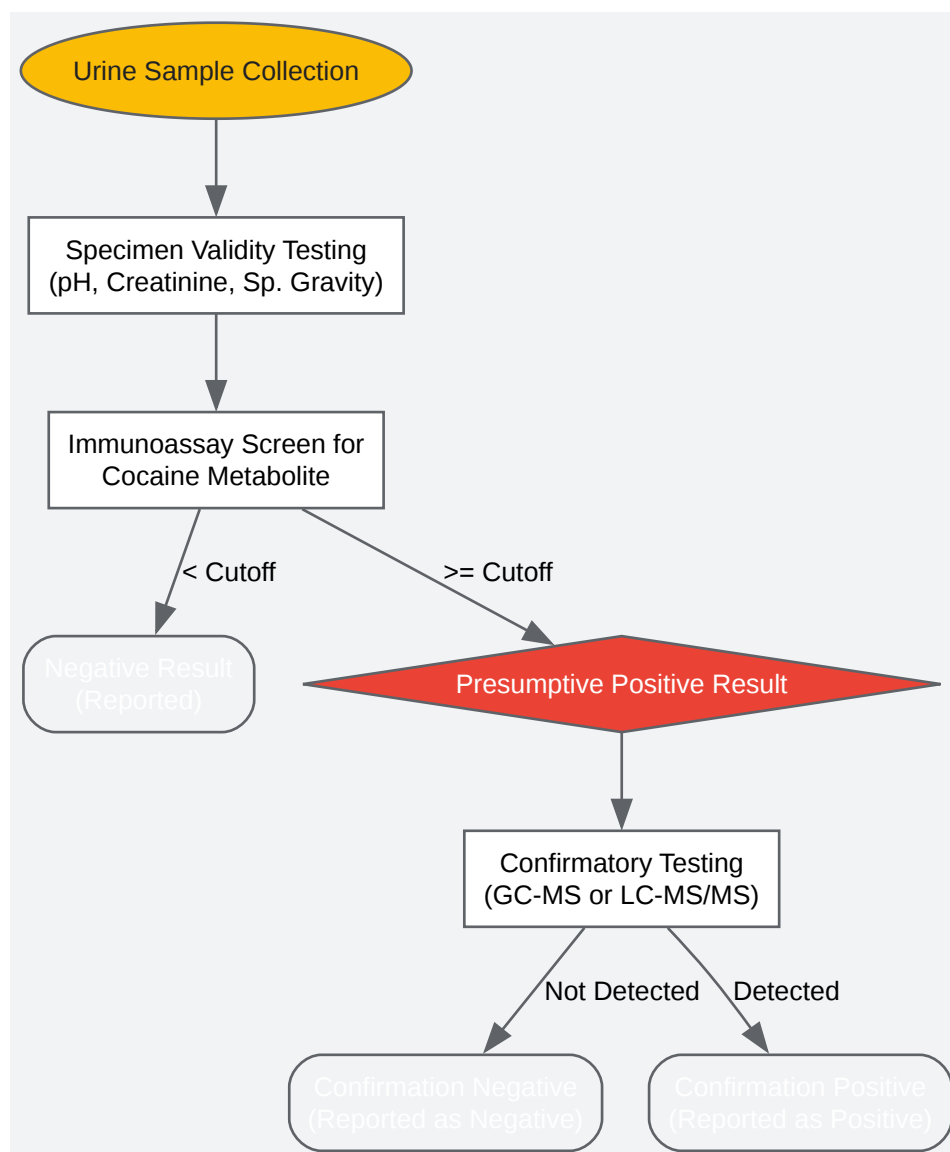 Urine Sample Collection
Specimen Validity Testing
(pH, Creatinine, Sp. Gravity)
Immunoassay Screen for
Cocaine Metabolite
< Cutoff
>= Cutoff
Negative Result
(Reported)
Presumptive Positive Result
Confirmatory Testing
(GC-MS or LC-MS/MS)
Not Detected
Detected
Confirmation Negative
(Reported as Negative)
Confirmation Positive
(Reported as Positive)